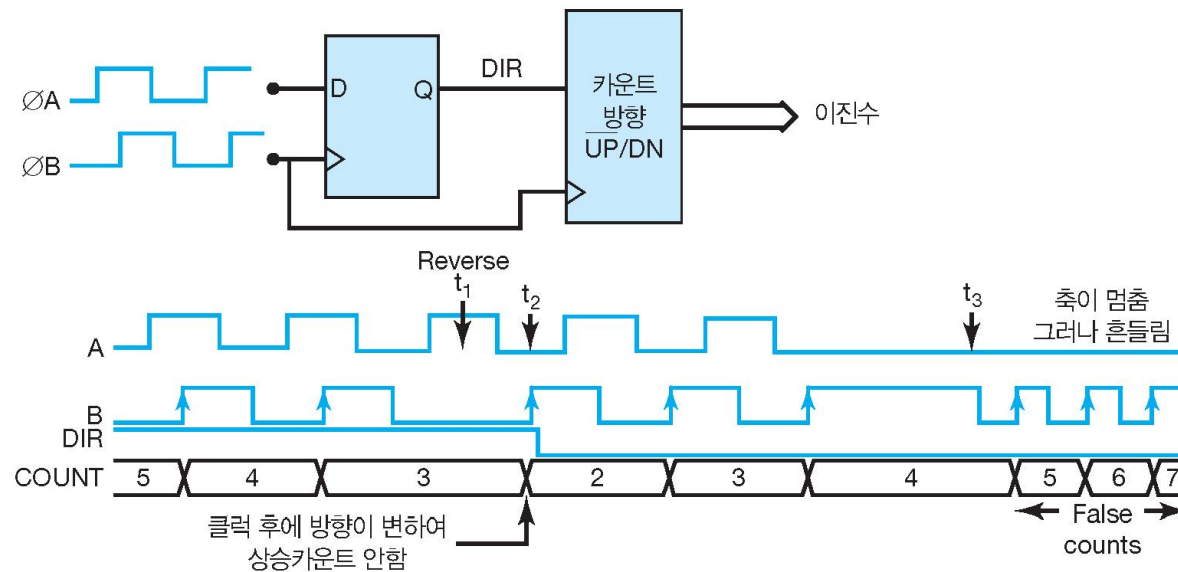 ØA
ØB
D
Q
DIR
카운트
방향
UP/DN
이진수
Reverse
t1
t2
t3
축이 멈춤
그러나 흔들림
A
B
DIR
COUNT
5
4
3
2
3
4
5
6
7
클럭 후에 방향이 변하여
상승카운트 안함
False
counts